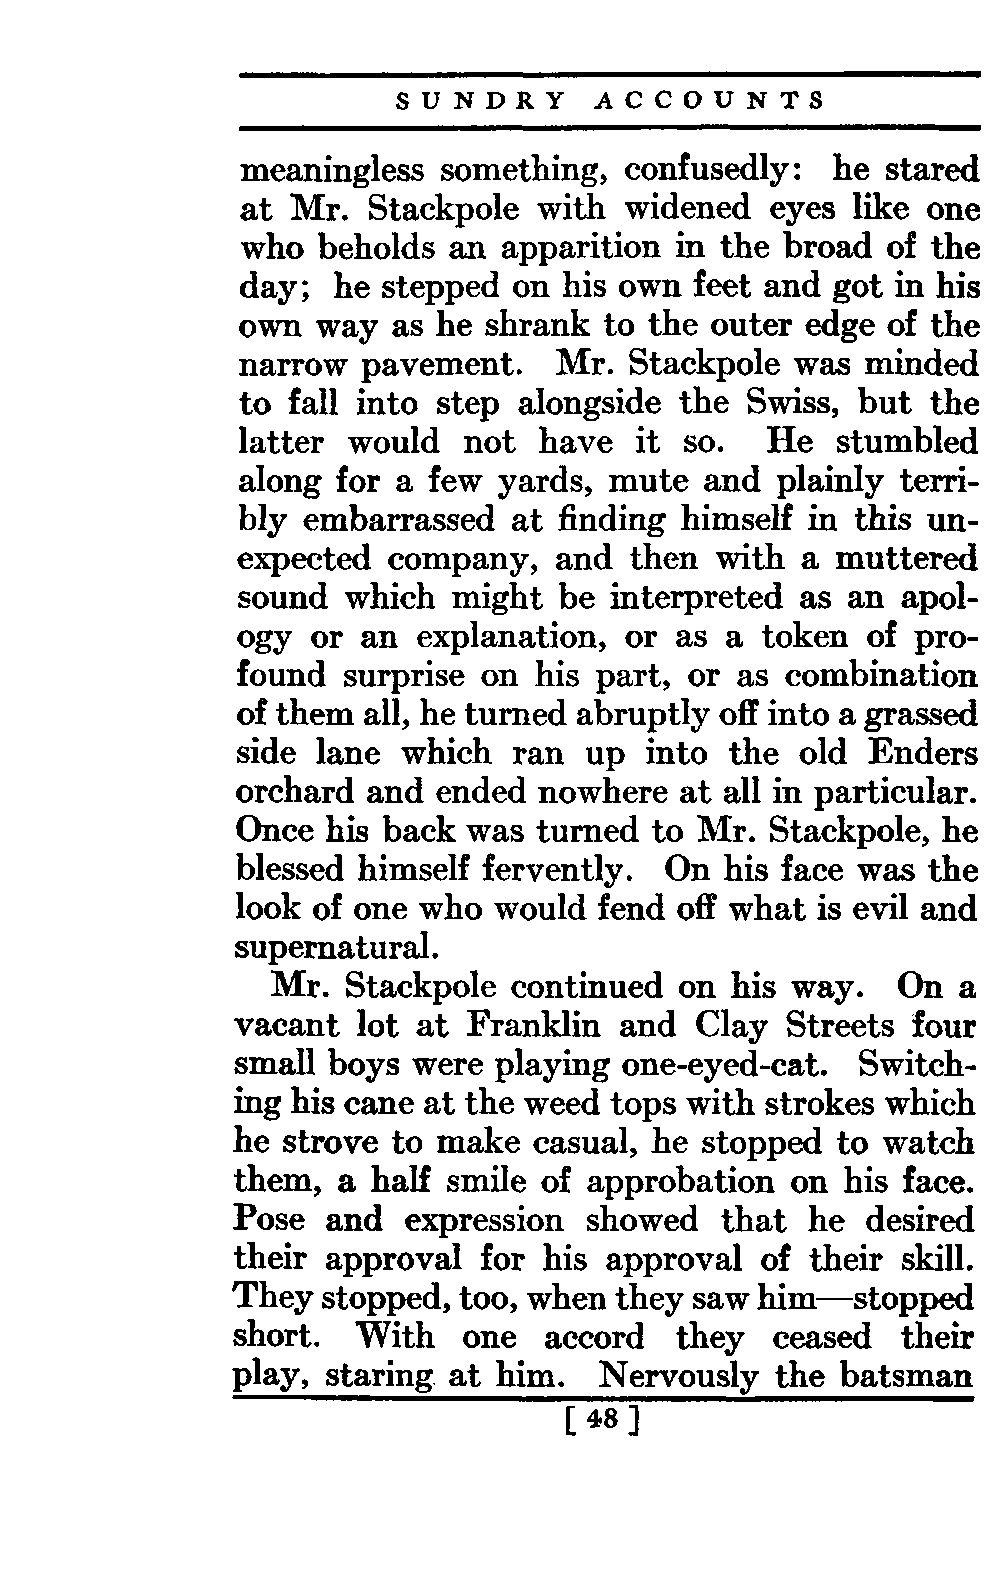 SUNDRY ACCOUNTS
meaningless something, confusedly: he stared
at Mr. Stackpole with widened eyes like one
who beholds an apparition in the broad of the
day; he stepped on his own feet and got in his
own way as he shrank to the outer edge of the
narrow pavement. Mr. Stackpole was minded
to fall into step alongside the Swiss, but the
latter would not have it so. He stumbled
along for a few yards, mute and plainly terri-
bly embarrassed at finding himself in this un-
expected company, and then with a muttered
sound which might be interpreted as an apol-
ogy or an explanation, or as a token of pro-
found surprise on his part, or as combination
of them all, he turned abruptly off into a grassed
side lane which ran up into the old Enders
orchard and ended nowhere at all in particular.
Once his back was turned to Mr. Stackpole, he
blessed himself fervently. On his face was the
look of one who would fend off what is evil and
supernatural.
Mr. Stackpole continued on his way. On a
vacant lot at Franklin and Clay Streets four
small boys were playing one-eyed-cat. Switch-
ing his cane at the weed tops with strokes which
he strove to make casual, he stopped to watch
them, a half smile of approbation on his face.
Pose and expression showed that he desired
their approval for his approval of their skill.
They stopped, too, when they saw him—stopped
short. With one accord they ceased their
play, staring at him. Nervously the batsman
[ 48 ]